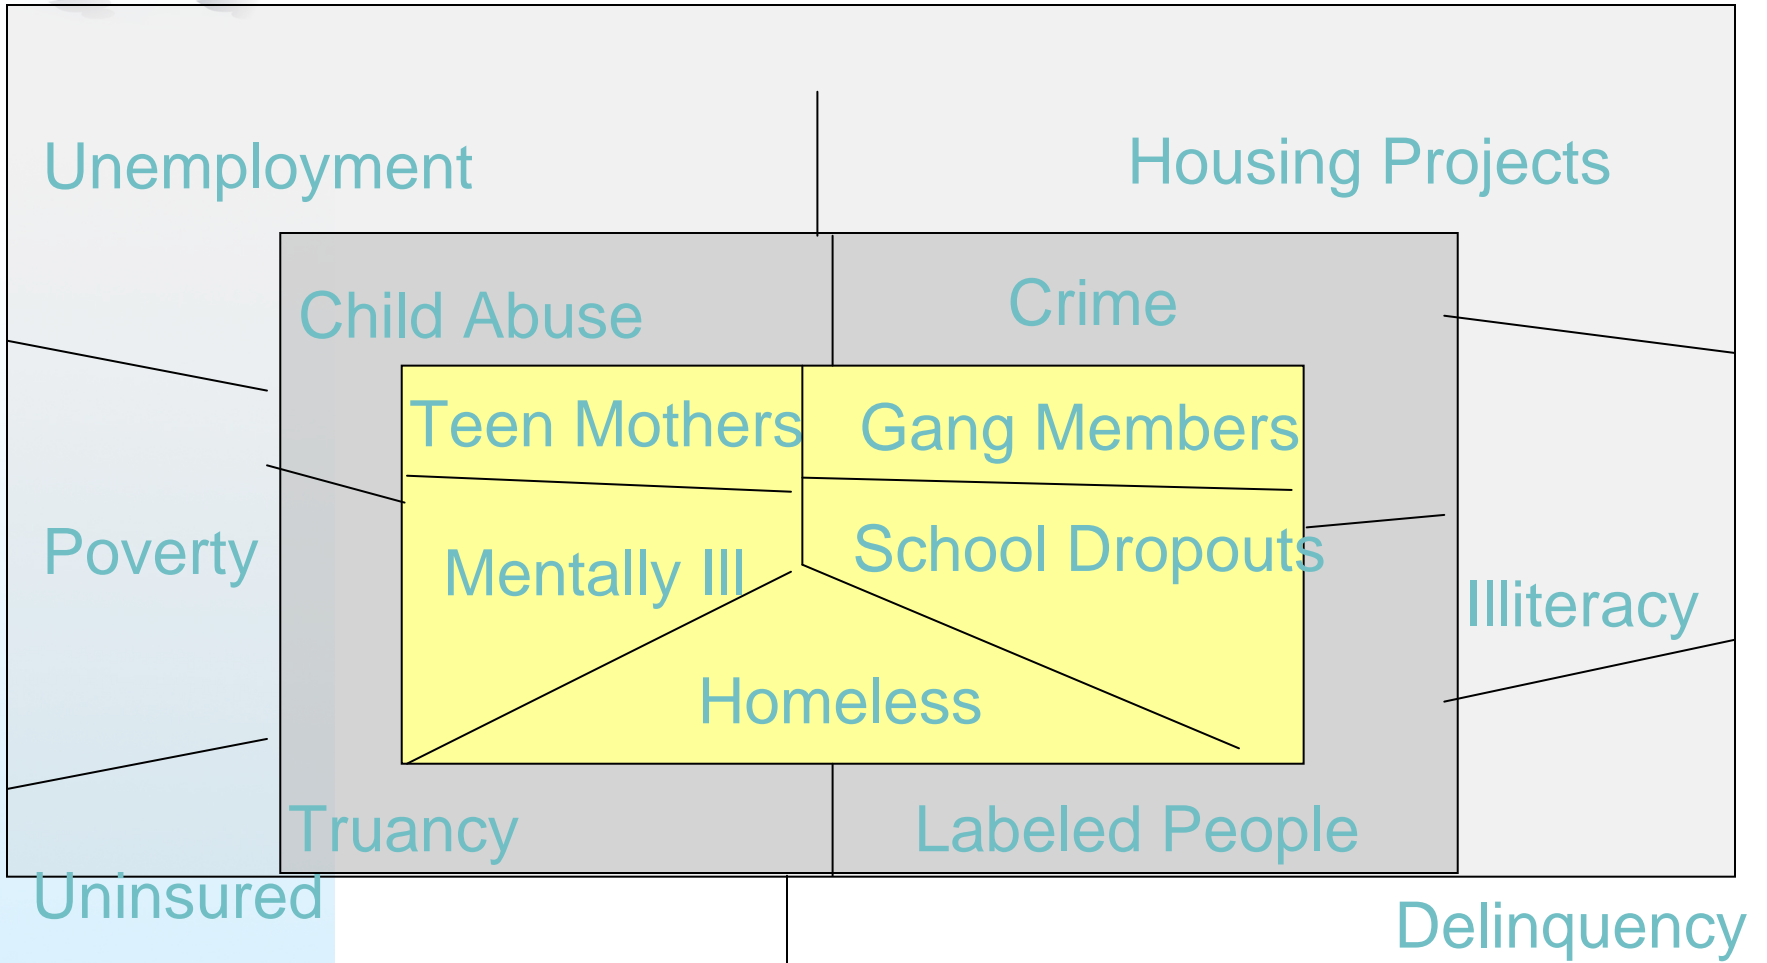 Unemployment
Housing Projects
Child Abuse
Crime
Teen Mothers
Gang Members
Poverty
Mentally Ill
School Dropouts
Illiteracy
Homeless
Truancy
Labeled People
Uninsured
Delinquency